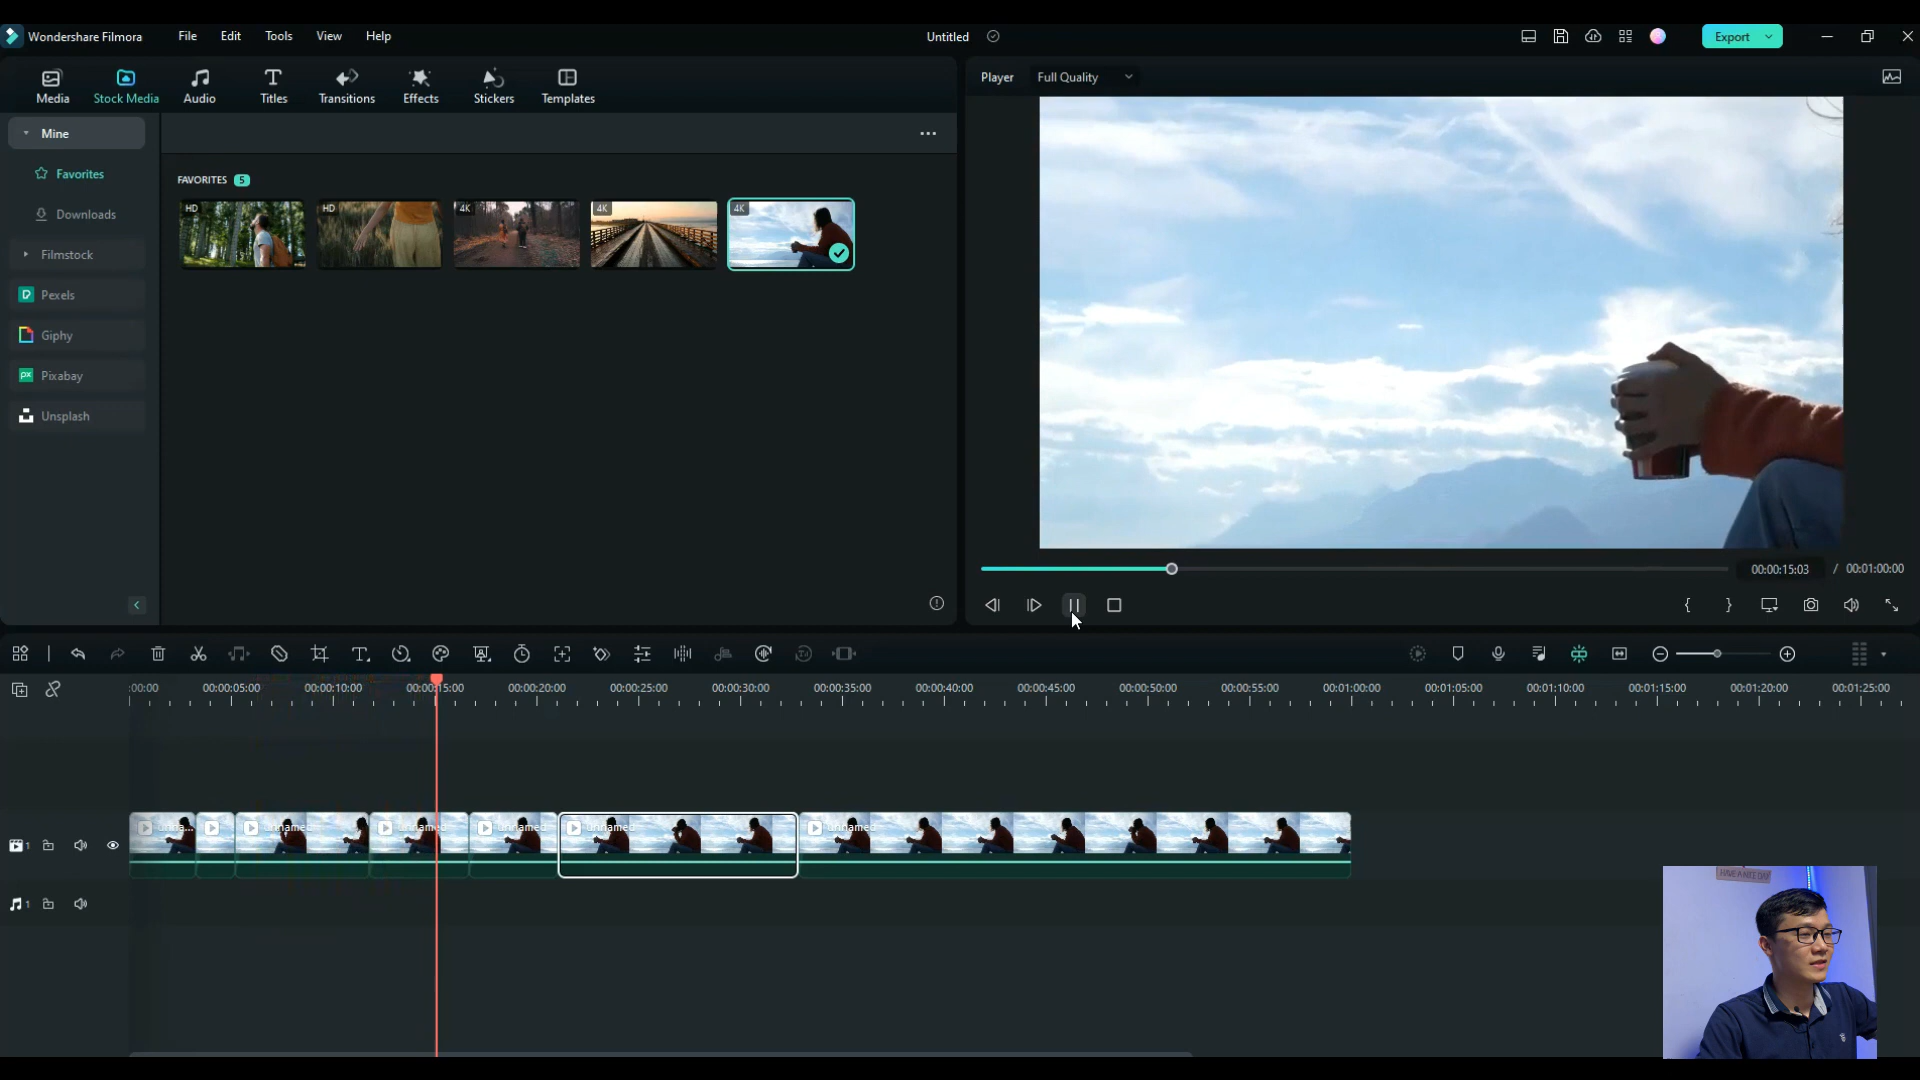 Wondershare Filmora File Edit Tools View Help Untitled Export
Media Stock Media Audio Titles Transitions Effects Stickers Templates
Player Full Quality
Mine
Favorites
Downloads
Filmstock
Pexels
Giphy
Pixabay
Unsplash
FAVORITES 5
HD HD 4K 4K 4K
00:00:15:03 / 00:01:00:00
:00:00 00:00:05:00 00:00:10:00 00:00:15:00 00:00:20:00 00:00:25:00 00:00:30:00 00:00:35:00 00:00:40:00 00:00:45:00 00:00:50:00 00:00:55:00 00:01:00:00 00:01:05:00 00:01:10:00 00:01:15:00 00:01:20:00 00:01:25:00
unna... unnamed unnamed unnamed unnamed unnamed
1
1
HAVE A NICE DAY